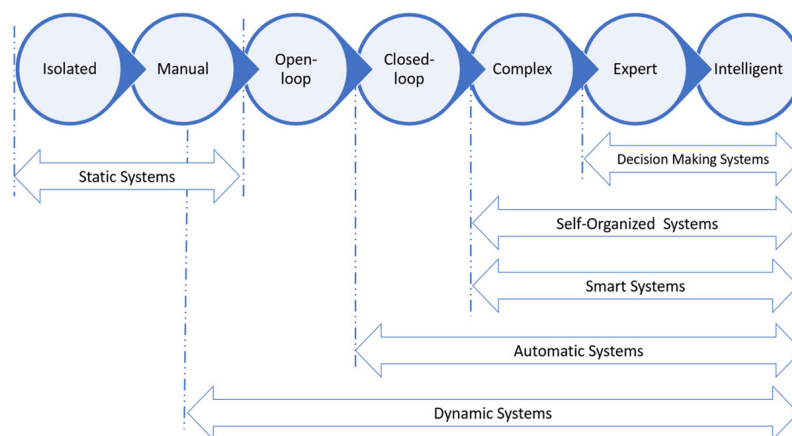 Isolated
Manual
Open-
loop
Closed-
loop
Complex
Expert
Intelligent
Decision Making Systems
Static Systems
Self-Organized Systems
Smart Systems
Automatic Systems
Dynamic Systems